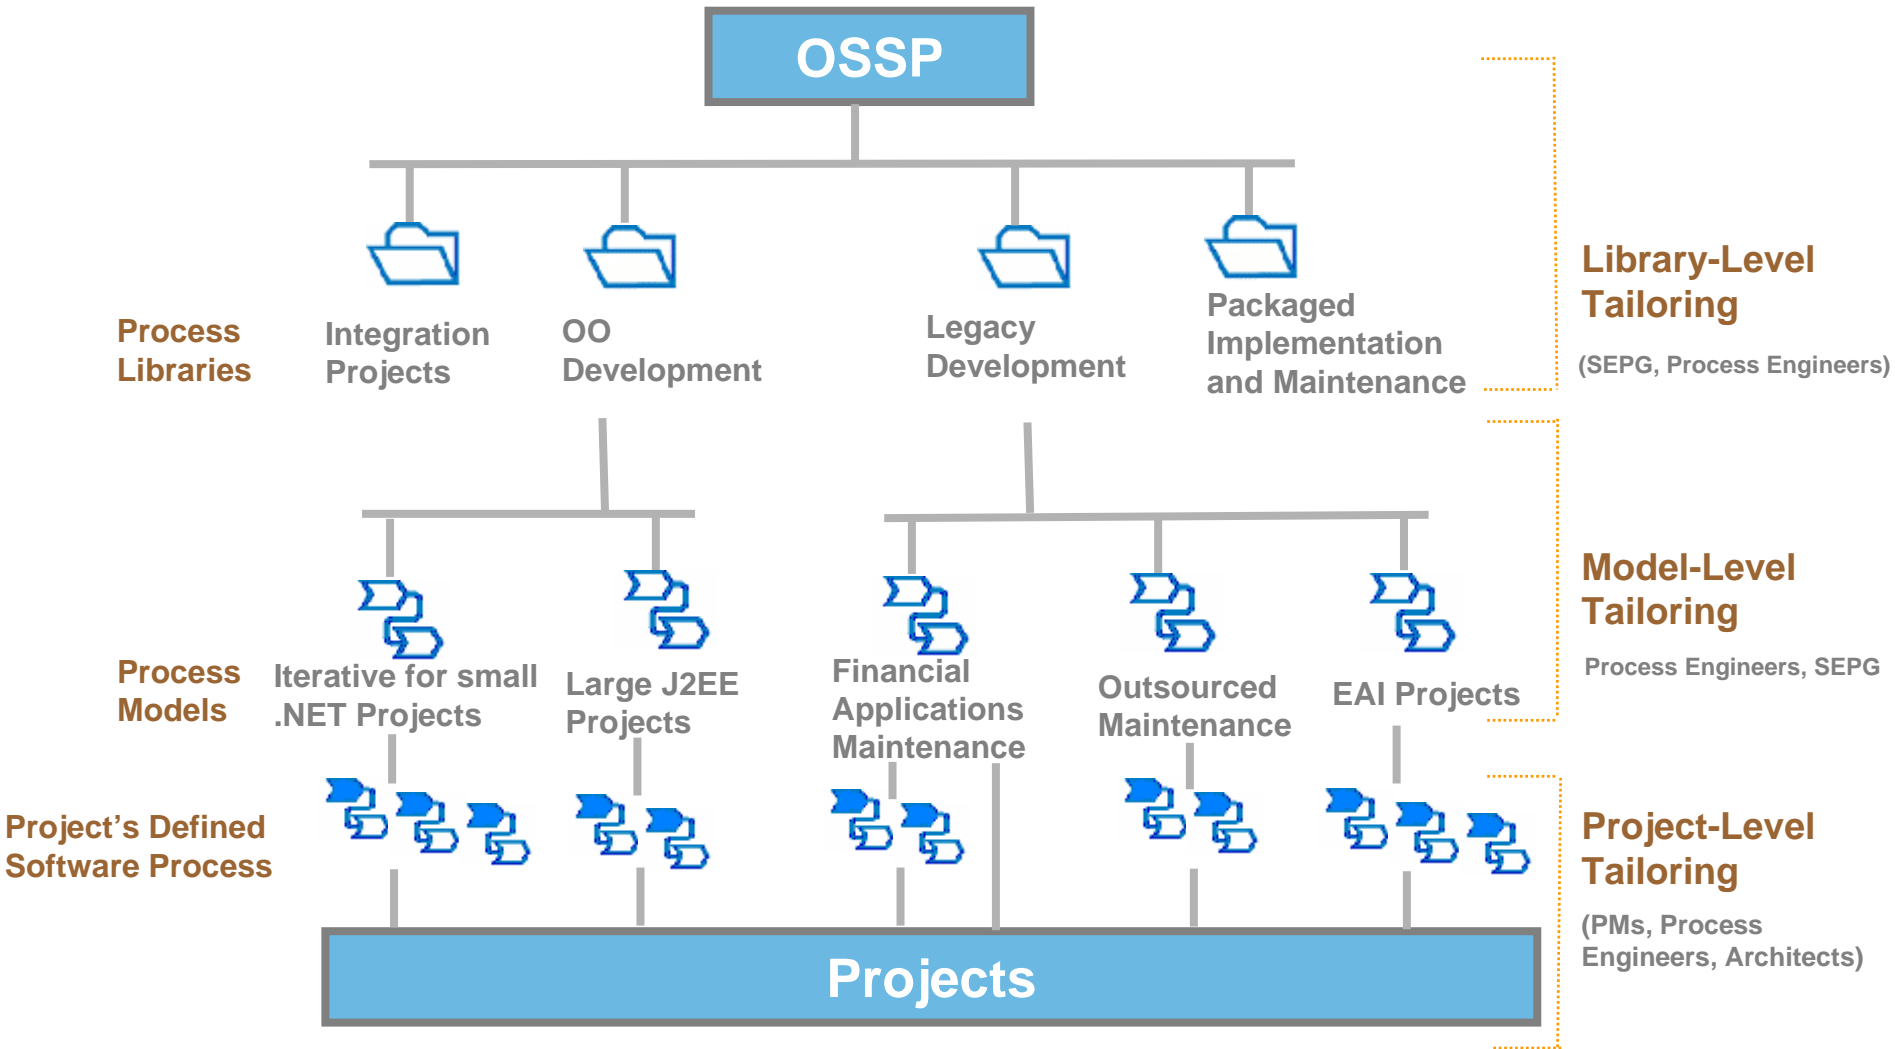 OSSP
Library-Level
Tailoring
(SEPG, Process Engineers)
Process
Libraries
Integration
Projects
OO
Development
Legacy
Development
Packaged
Implementation
and Maintenance
Model-Level
Tailoring
Process Engineers, SEPG
Process
Models
Iterative for small
.NET Projects
Large J2EE
Projects
Financial
Applications
Maintenance
Outsourced
Maintenance
EAI Projects
Project’s Defined
Software Process
Project-Level
Tailoring
(PMs, Process
Engineers, Architects)
Projects